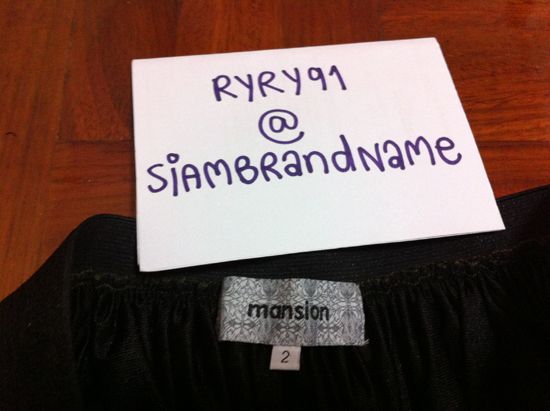 RYRY91
@
SiAMBRandName
mansion
2